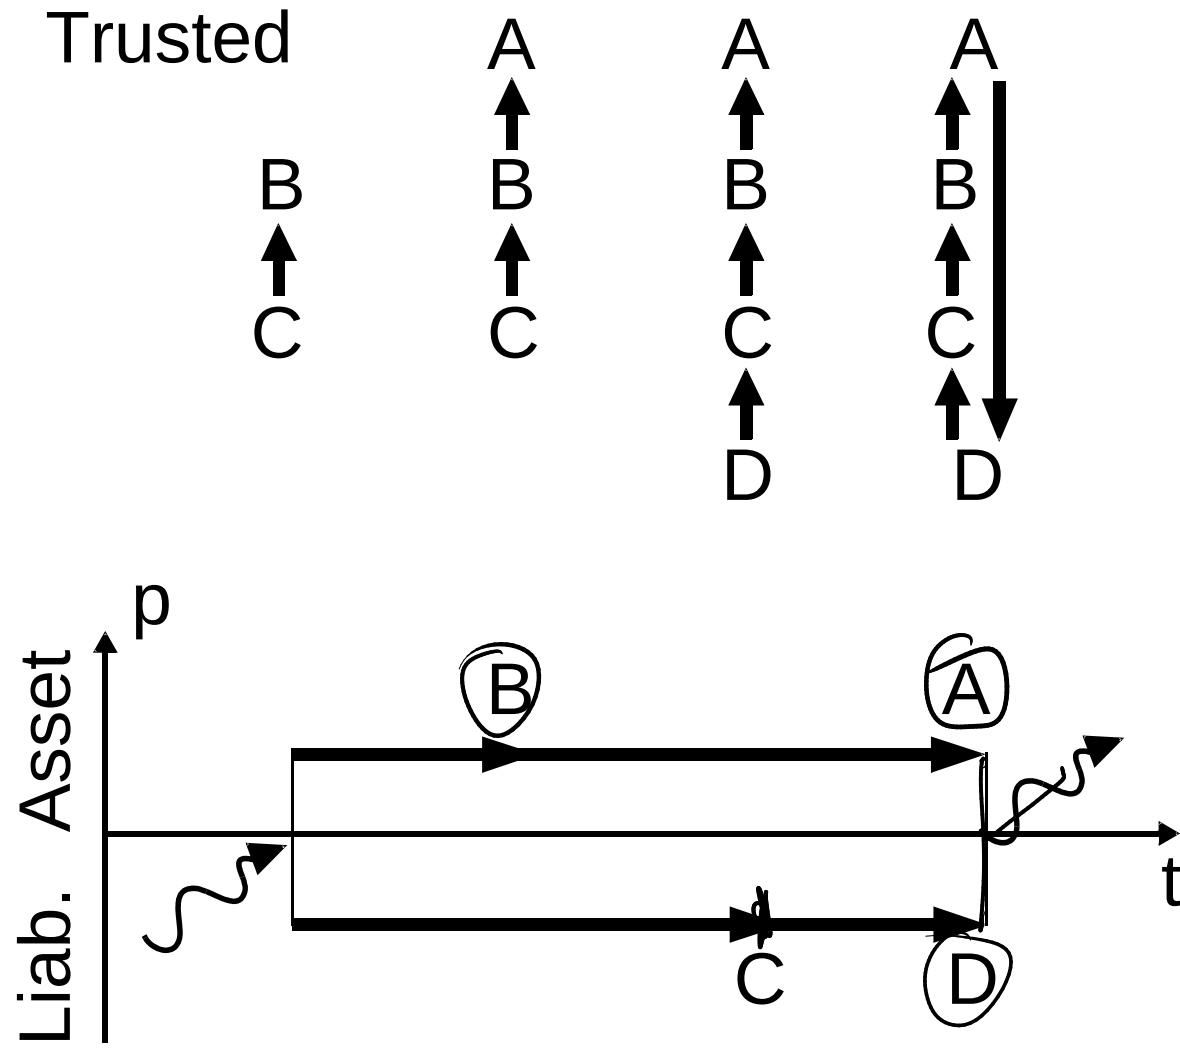 Trusted A A A
B B B B
C C C C
D D
p
Asset
B A
t
Liab.
C D